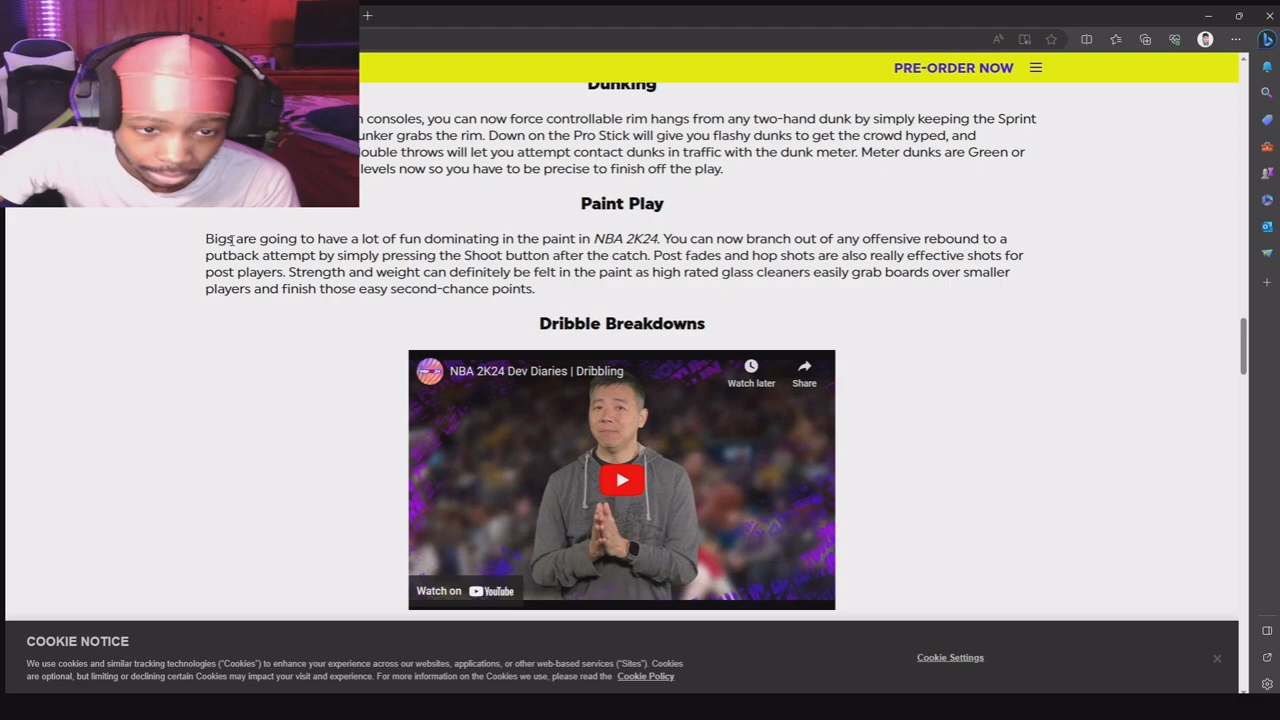 PRE-ORDER NOW
Dunking
consoles, you can now force controllable rim hangs from any two-hand dunk by simply keeping the Sprint
grabs the rim. Down on the Pro Stick will give you flashy dunks to get the crowd hyped, and
throws will let you attempt contact dunks in traffic with the dunk meter. Meter dunks are Green or
levels now so you have to be precise to finish off the play.
Paint Play
Bigs are going to have a lot of fun dominating in the paint in NBA 2K24. You can now branch out of any offensive rebound to a
putback attempt by simply pressing the Shoot button after the catch. Post fades and hop shots are also really effective shots for
post players. Strength and weight can definitely be felt in the paint as high rated glass cleaners easily grab boards over smaller
players and finish those easy second-chance points.
Dribble Breakdowns
NBA 2K24 Dev Diaries | Dribbling
Watch later
Share
Watch on YouTube
COOKIE NOTICE
We use cookies and similar tracking technologies (“Cookies”) to enhance your experience across our websites, applications, or other web-based services (“Sites”). Cookies
are optional, but limiting or declining certain Cookies may impact your visit and experience. For more information on the Cookies we use, please read the Cookie Policy
Cookie Settings